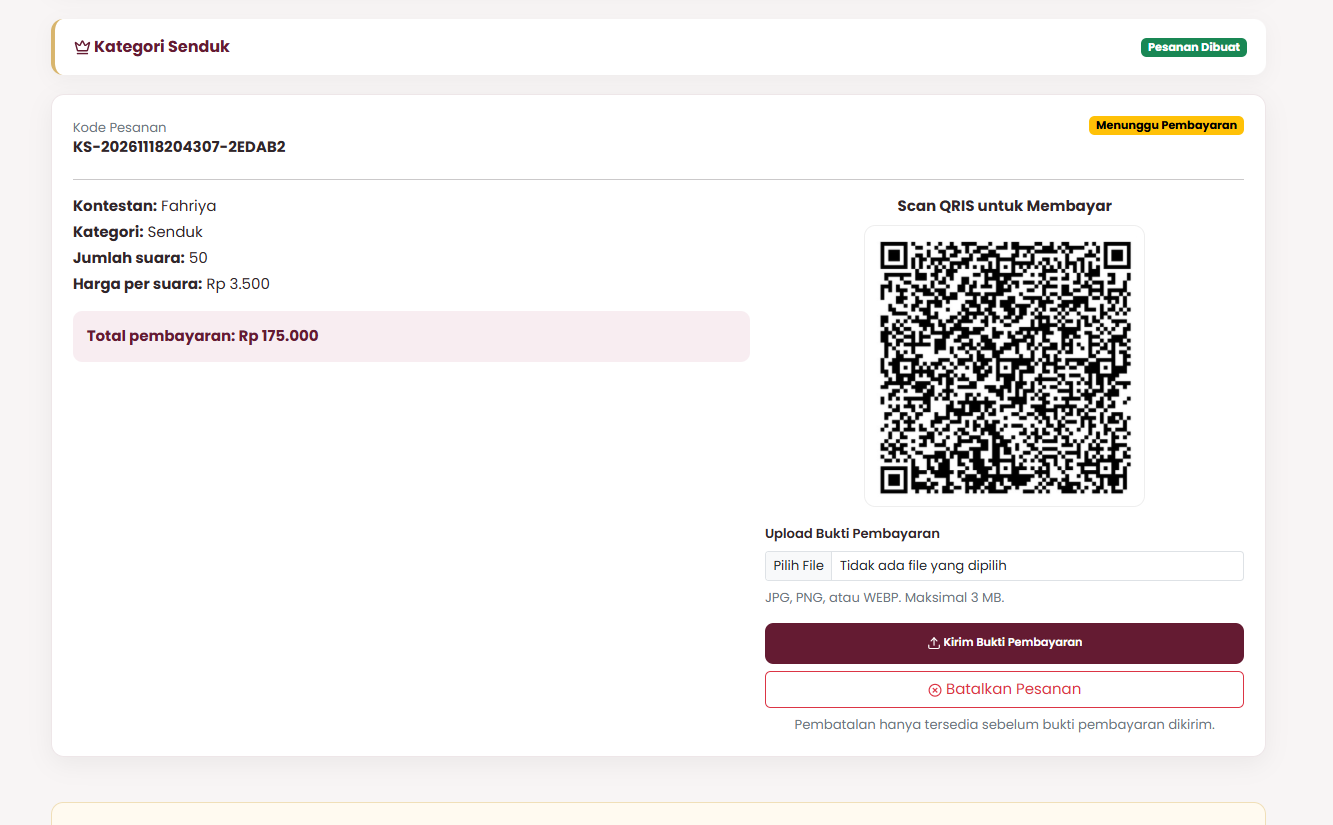 Kategori Senduk
Pesanan Dibuat
Kode Pesanan
KS-20261118204307-2EDAB2
Menunggu Pembayaran
Kontestan: Fahriya
Kategori: Senduk
Jumlah suara: 50
Harga per suara: Rp 3.500
Total pembayaran: Rp 175.000
Scan QRIS untuk Membayar
Upload Bukti Pembayaran
Pilih File Tidak ada file yang dipilih
JPG, PNG, atau WEBP. Maksimal 3 MB.
Kirim Bukti Pembayaran
Batalkan Pesanan
Pembatalan hanya tersedia sebelum bukti pembayaran dikirim.